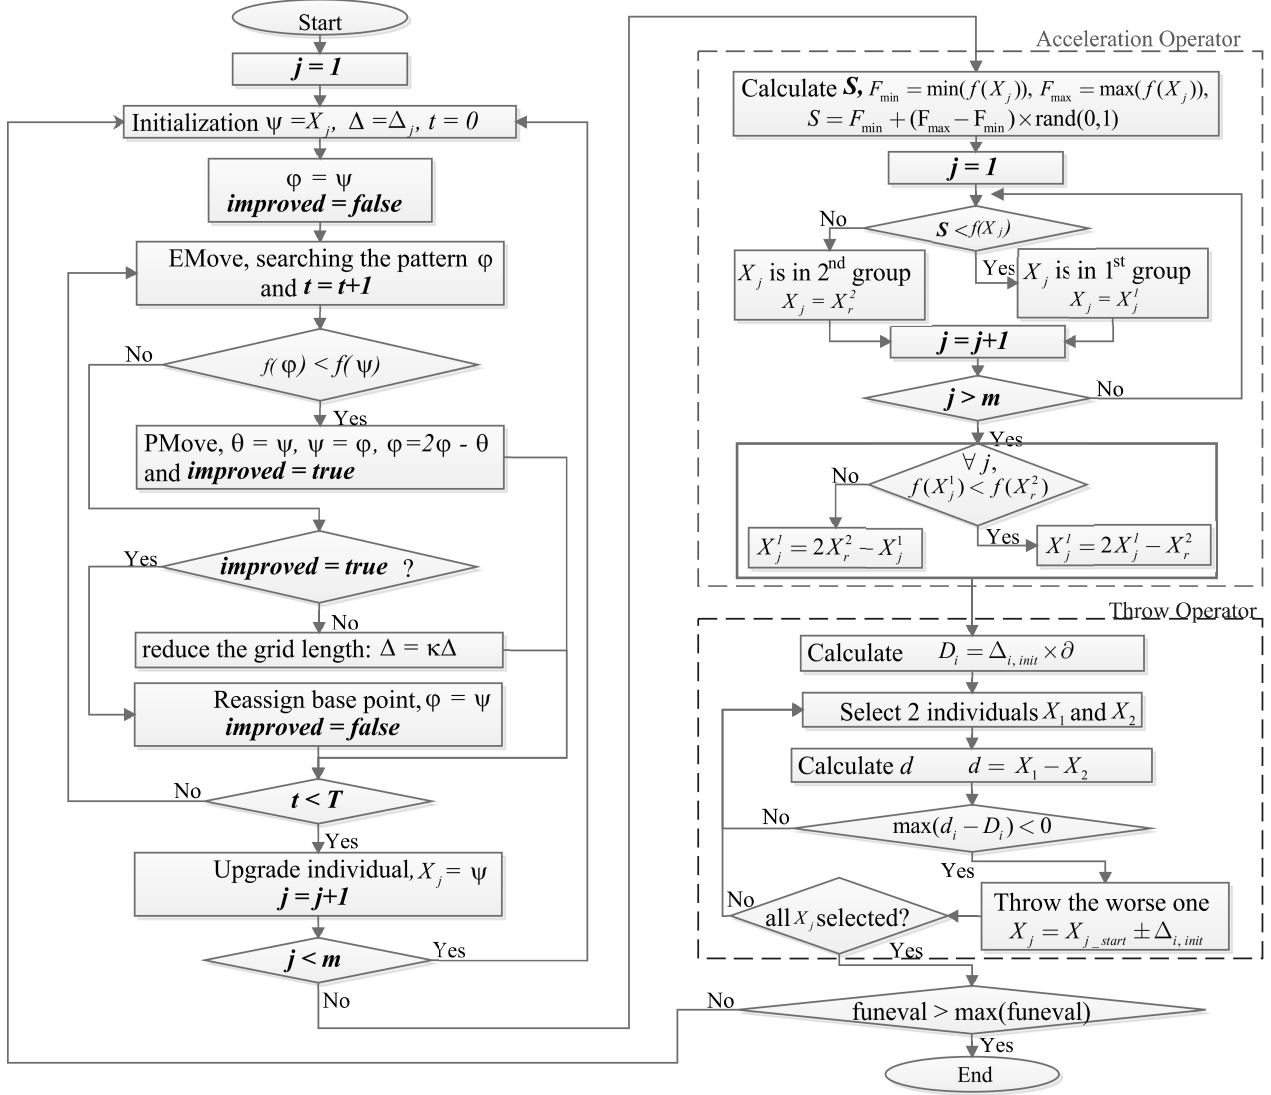 Start
j = 1
Initialization ψ =X_j, Δ =Δ_j, t = 0
φ = ψ
improved = false
EMove, searching the pattern φ
and t = t+1
f(φ) < f(ψ)
No
Yes
PMove, θ = ψ, ψ = φ, φ=2φ - θ
and improved = true
improved = true ?
Yes
No
reduce the grid length: Δ = κΔ
Reassign base point, φ = ψ
improved = false
t < T
No
Yes
Upgrade individual, X_j = ψ
j = j+1
j < m
Yes
No
Acceleration Operator
Calculate S, F_min = min(f(X_j)), F_max = max(f(X_j)),
S = F_min + (F_max − F_min) × rand(0,1)
j = 1
S < f(X_j)
No
Yes
X_j is in 2^nd group
X_j = X_r^2
X_j is in 1^st group
X_j = X_j^1
j = j+1
j > m
No
Yes
∀ j,
f(X_j^1) < f(X_r^2)
No
Yes
X_j^1 = 2X_r^2 − X_j^1
X_j^1 = 2X_j^1 − X_r^2
Throw Operator
Calculate D_i = Δ_i, init × ∂
Select 2 individuals X_1 and X_2
Calculate d d = X_1 − X_2
max(d_i − D_i) < 0
No
Yes
Throw the worse one
X_j = X_j_start ± Δ_i, init
all X_j selected?
No
Yes
funeval > max(funeval)
No
Yes
End